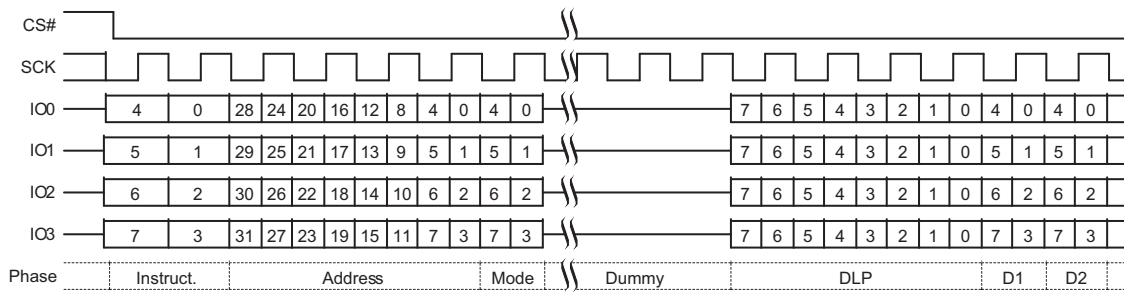 CS#
SCK
IO0 4 0 28 24 20 16 12 8 4 0 4 0 7 6 5 4 3 2 1 0 4 0 4 0
IO1 5 1 29 25 21 17 13 9 5 1 5 1 7 6 5 4 3 2 1 0 5 1 5 1
IO2 6 2 30 26 22 18 14 10 6 2 6 2 7 6 5 4 3 2 1 0 6 2 6 2
IO3 7 3 31 27 23 19 15 11 7 3 7 3 7 6 5 4 3 2 1 0 7 3 7 3
Phase Instruct. Address Mode Dummy DLP D1 D2